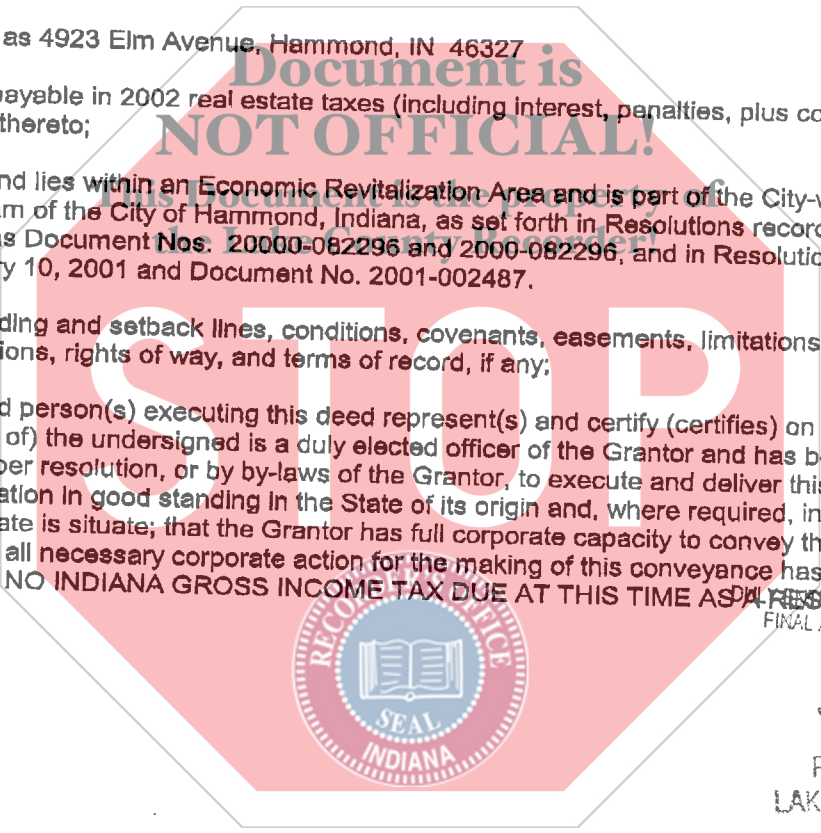 as 4923 Elm Avenue, Hammond, IN 46327
Document is
payable in 2002 real estate taxes (including interest, penalties, plus co
thereto;
NOT OFFICIAL!
nd lies within an Economic Revitalization Area and is part of the City-w
This Document is the property of
m of the City of Hammond, Indiana, as set forth in Resolutions recor
s Document Nos. 20000-082296 and 2000-082296, and in Resolutio
the Lake County Recorder!
y 10, 2001 and Document No. 2001-002487.
ding and setback lines, conditions, covenants, easements, limitations
ions, rights of way, and terms of record, if any;
STOP
d person(s) executing this deed represent(s) and certify (certifies) on
of) the undersigned is a duly elected officer of the Grantor and has b
per resolution, or by by-laws of the Grantor, to execute and deliver this
ation in good standing in the State of its origin and, where required, in
ate is situate; that the Grantor has full corporate capacity to convey th
all necessary corporate action for the making of this conveyance has
NO INDIANA GROSS INCOME TAX DUE AT THIS TIME AS A RES
FINAL
RECORDER'S OFFICE
SEAL
INDIANA
LAK